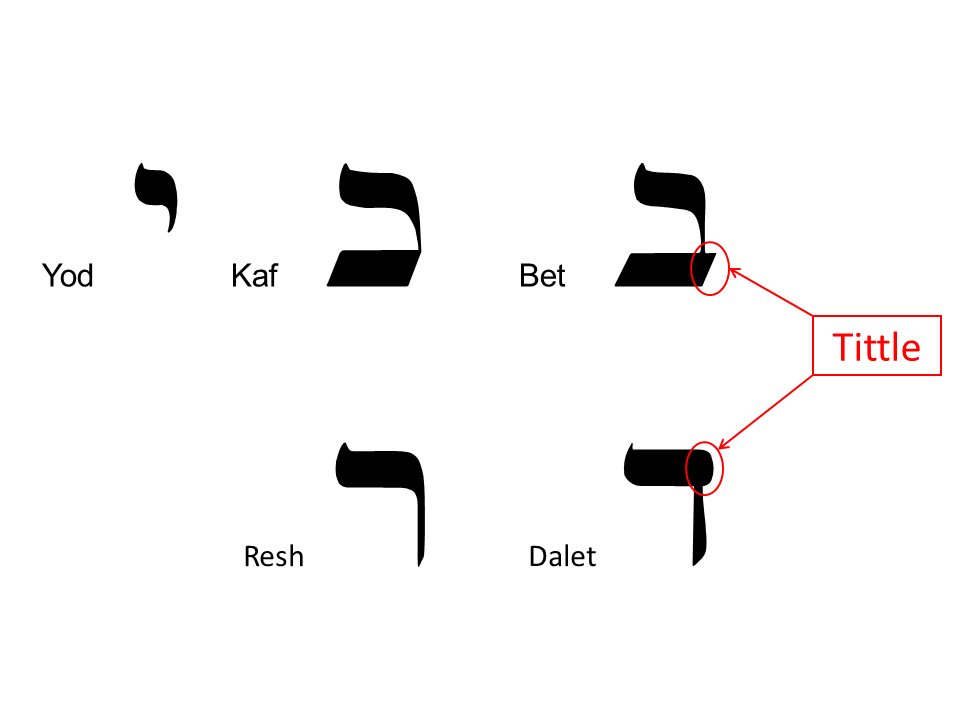 י
Yod
כ
Kaf
ב
Bet
Tittle
ר
Resh
ד
Dalet